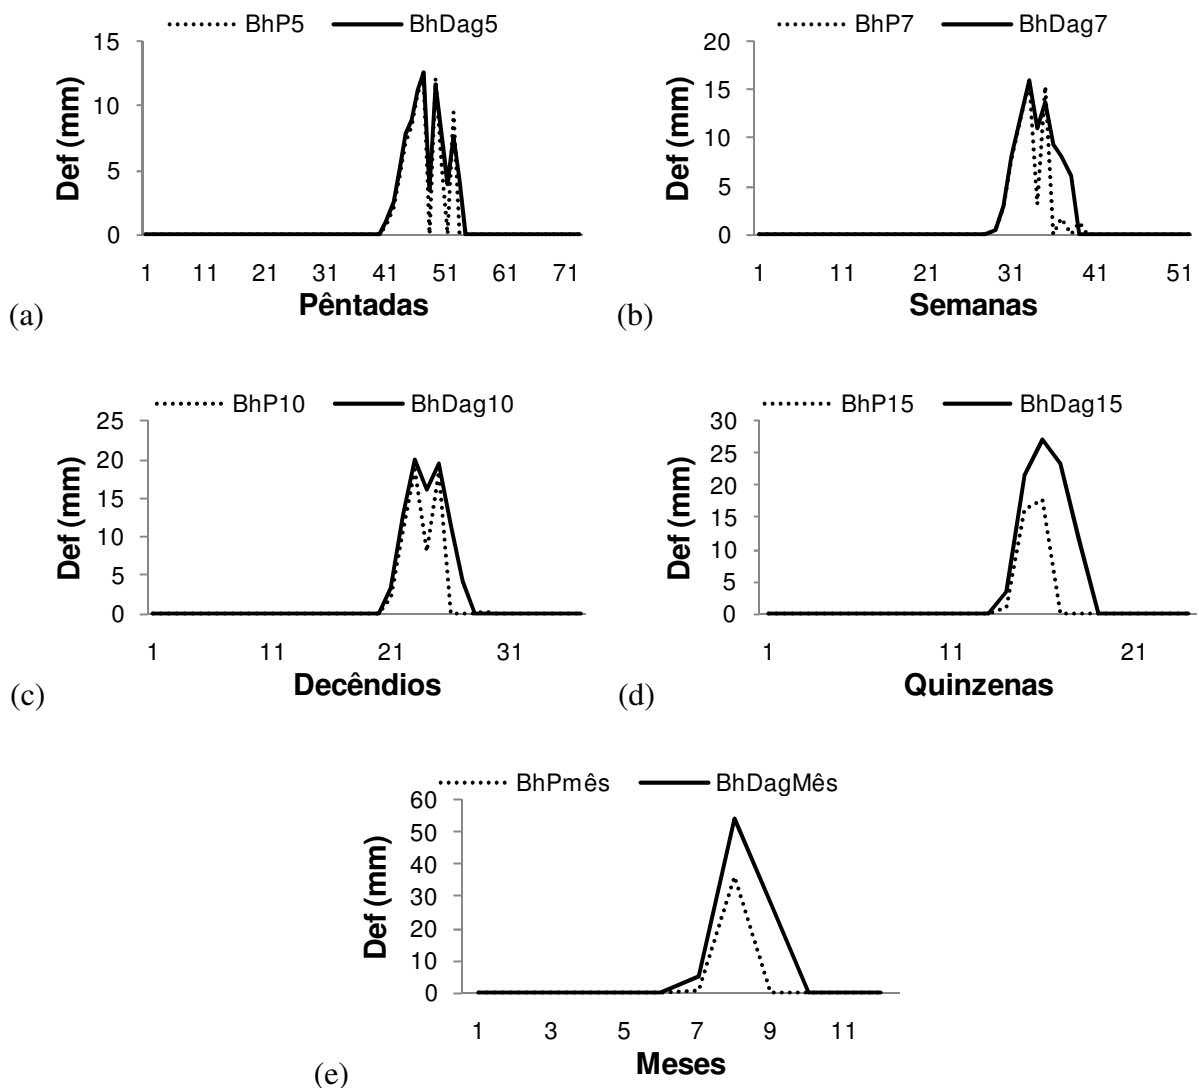 BhP5 BhDag5
15
10
5
0
Def (mm)
1 11 21 31 41 51 61 71
Pêntadas
(a)
BhP7 BhDag7
20
15
10
5
0
Def (mm)
1 11 21 31 41 51
Semanas
(b)
BhP10 BhDag10
25
20
15
10
5
0
Def (mm)
1 11 21 31
Decêndios
(c)
BhP15 BhDag15
30
25
20
15
10
5
0
Def (mm)
1 11 21
Quinzenas
(d)
BhPmês BhDagMês
60
50
40
30
20
10
0
Def (mm)
1 3 5 7 9 11
Meses
(e)